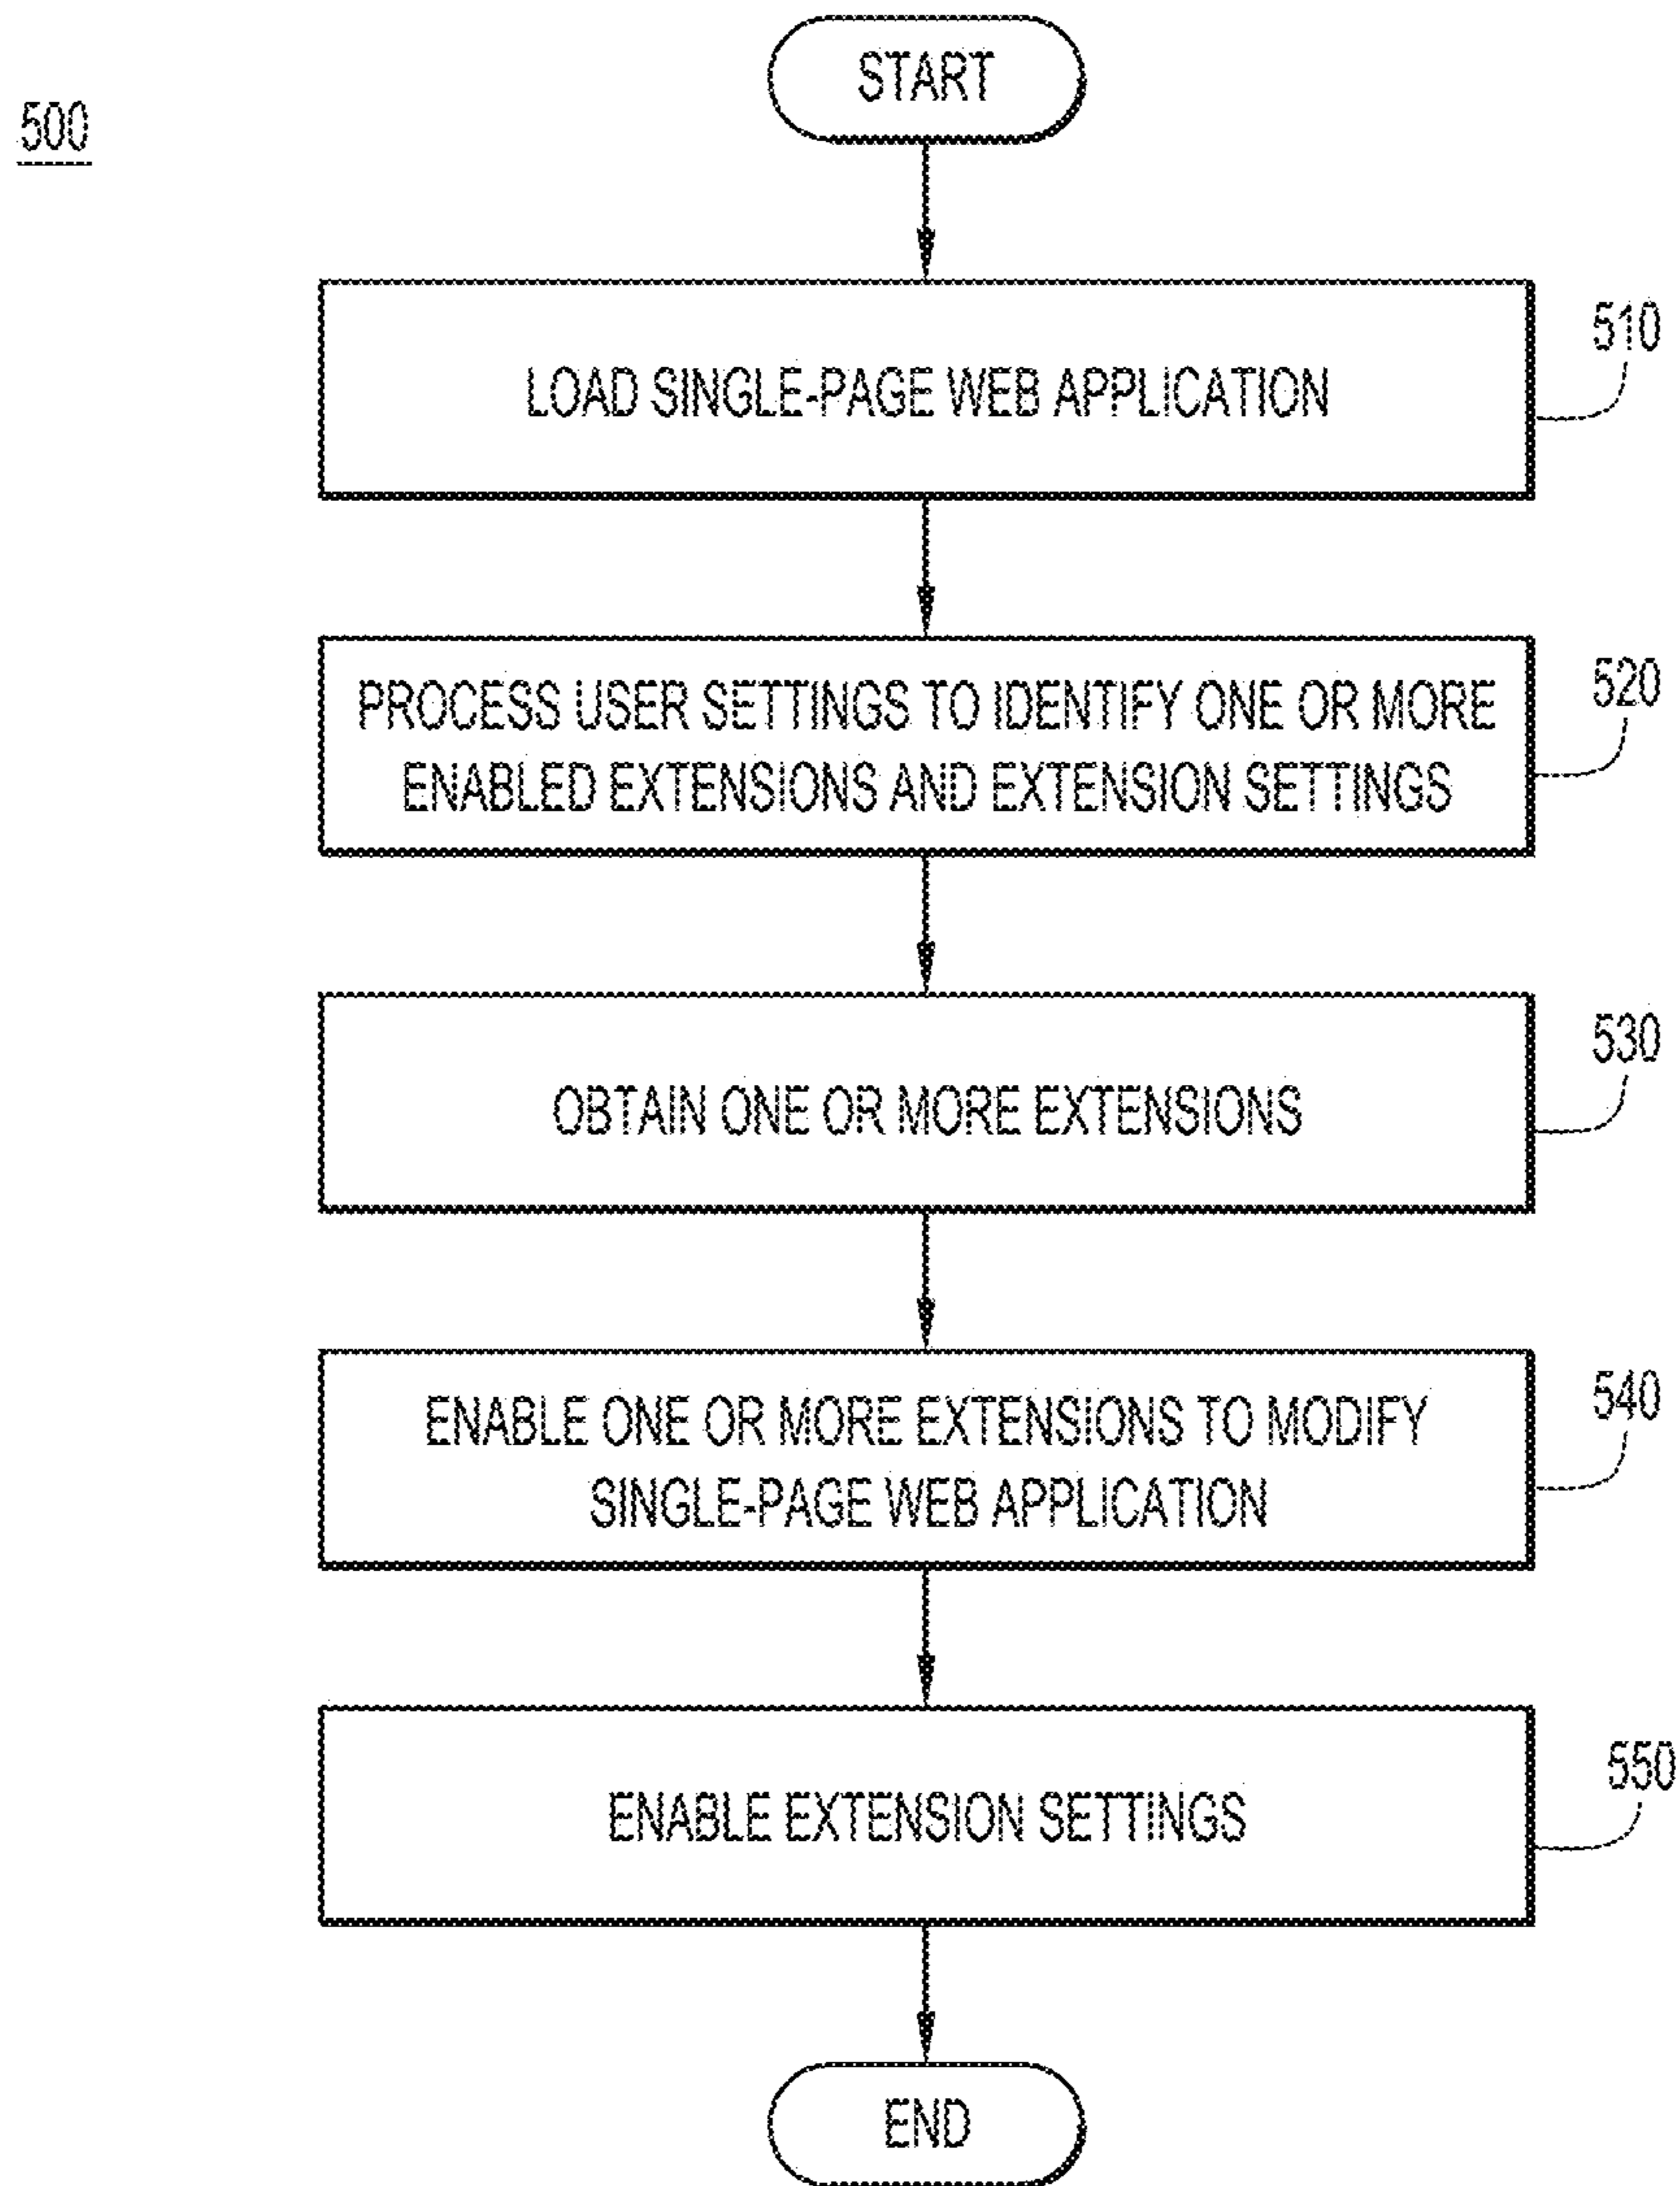 500
START
LOAD SINGLE-PAGE WEB APPLICATION
510
PROCESS USER SETTINGS TO IDENTIFY ONE OR MORE
ENABLED EXTENSIONS AND EXTENSION SETTINGS
520
OBTAIN ONE OR MORE EXTENSIONS
530
ENABLE ONE OR MORE EXTENSIONS TO MODIFY
SINGLE-PAGE WEB APPLICATION
540
ENABLE EXTENSION SETTINGS
550
END